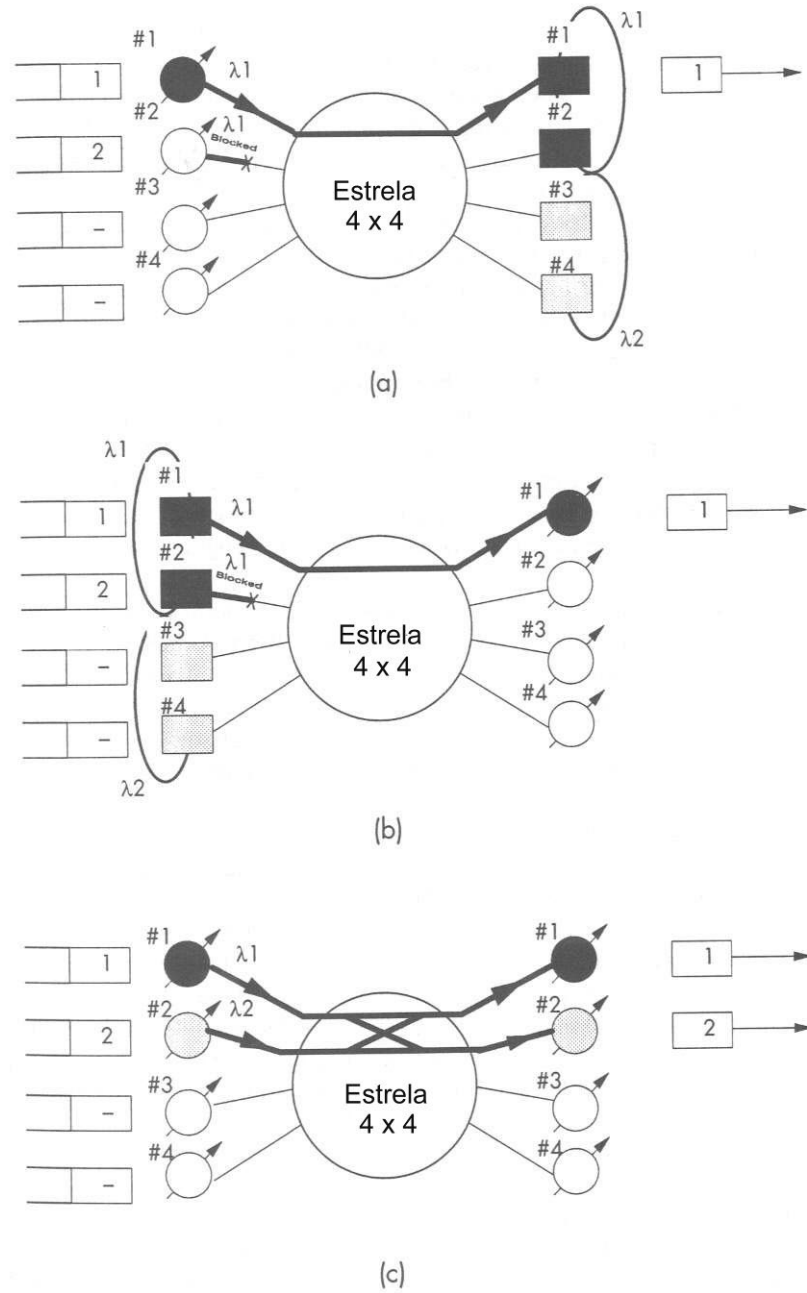 #1 λ1 #1 λ1
1 1
#2 λ1 #2
Blocked
2
#3 Estrela #3
– 4 x 4
#4 #4
–
λ2
(a)
λ1
#1 λ1 #1
1 1
#2 λ1 #2
Blocked
2
#3 Estrela #3
– 4 x 4
#4 #4
–
λ2
(b)
#1 λ1 #1
1 1
#2 λ2 #2
2 2
#3 #3
– Estrela
4 x 4
#4 #4
–
(c)